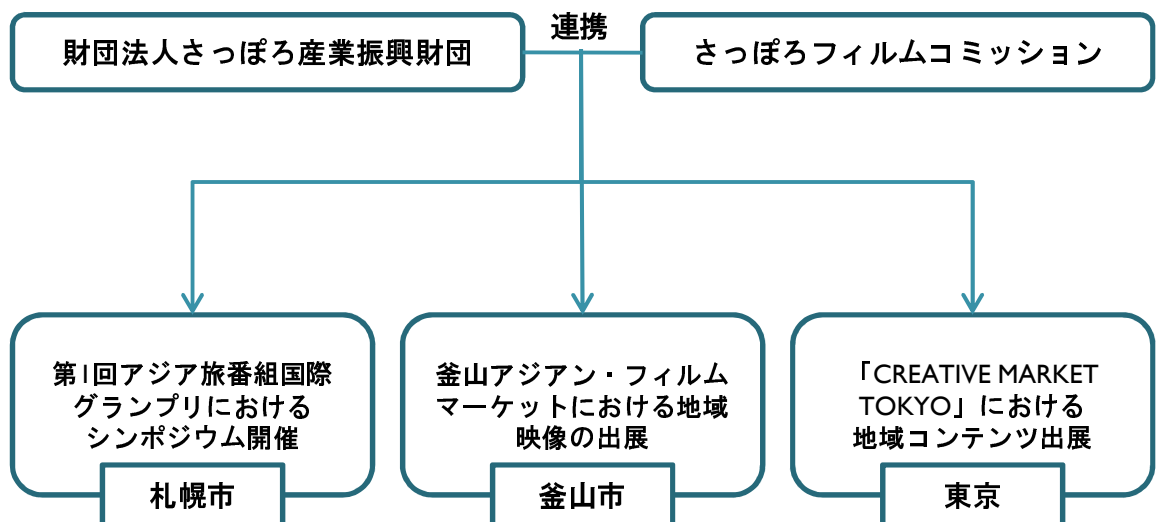 連携
財団法人さっぽろ産業振興財団
さっぽろフィルムコミッション
第1回アジア旅番組国際
グランプリにおける
シンポジウム開催
札幌市
釜山アジアン・フィルム
マーケットにおける地域
映像の出展
釜山市
「CREATIVE MARKET
TOKYO」における
地域コンテンツ出展
東京